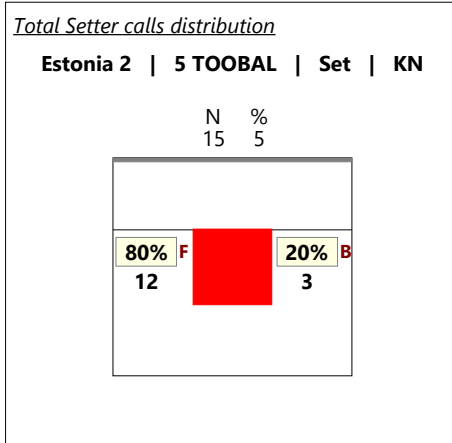 Total Setter calls distribution
Estonia 2 | 5 TOOBAL | Set | KN
N %
15 5
80% F 20% B
12 3